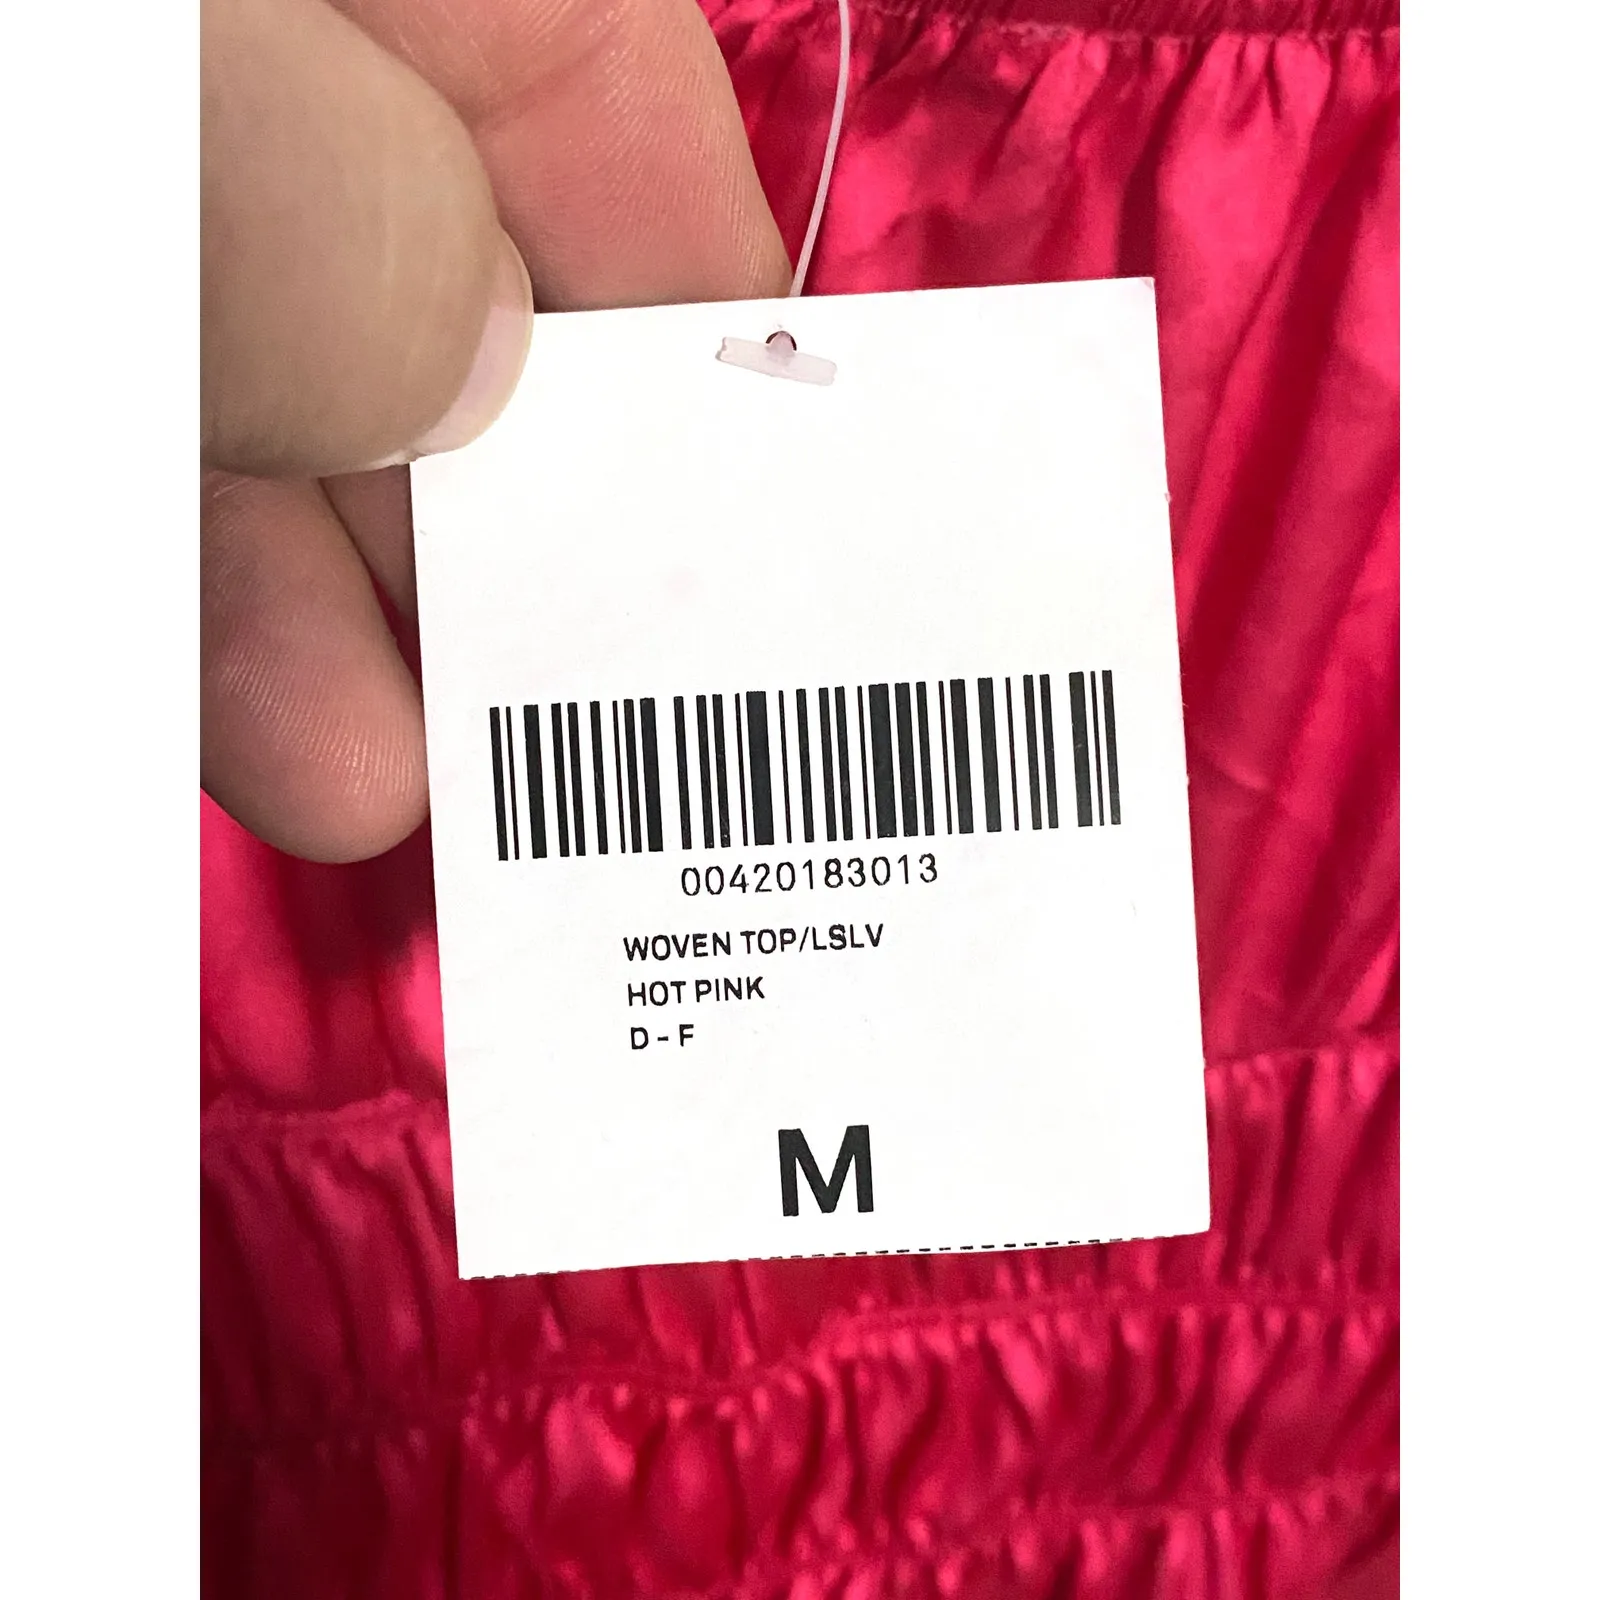 00420183013
WOVEN TOP/LSLV
HOT PINK
D - F
M